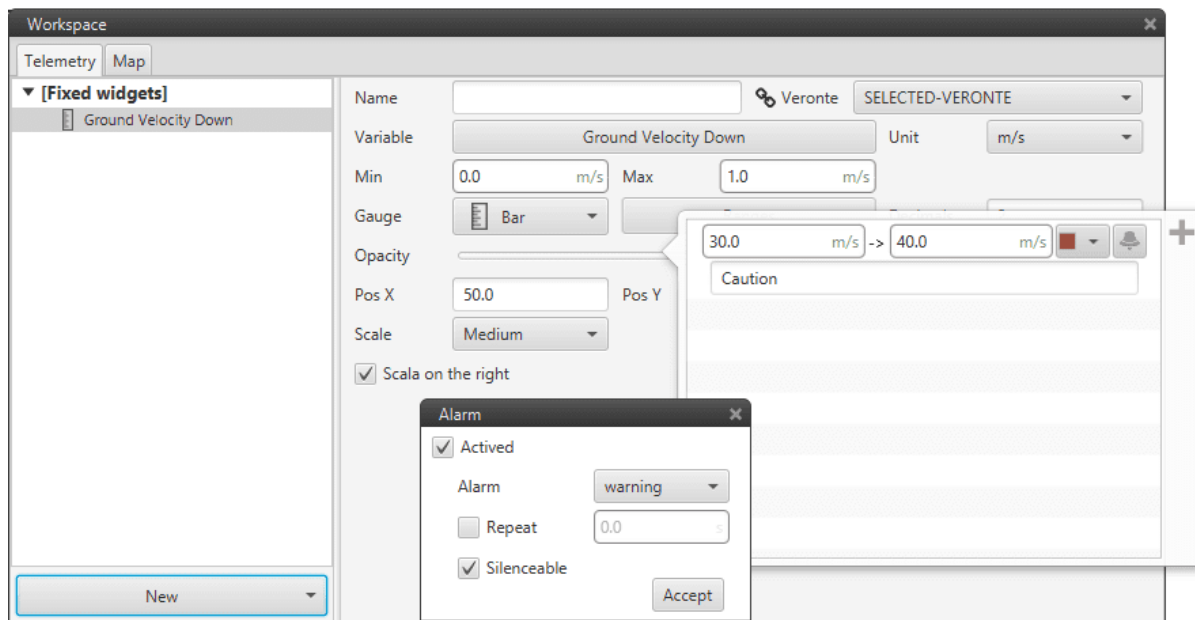 Workspace
Telemetry Map
[Fixed widgets]
Ground Velocity Down
Name Veronte SELECTED-VERONTE
Variable Ground Velocity Down Unit m/s
Min 0.0 m/s Max 1.0 m/s
Gauge Bar
30.0 m/s -> 40.0 m/s
Opacity
Caution
Pos X 50.0 Pos Y
Scale Medium
Scala on the right
Alarm
Actived
Alarm warning
Repeat 0.0 s
Silenceable
Accept
New